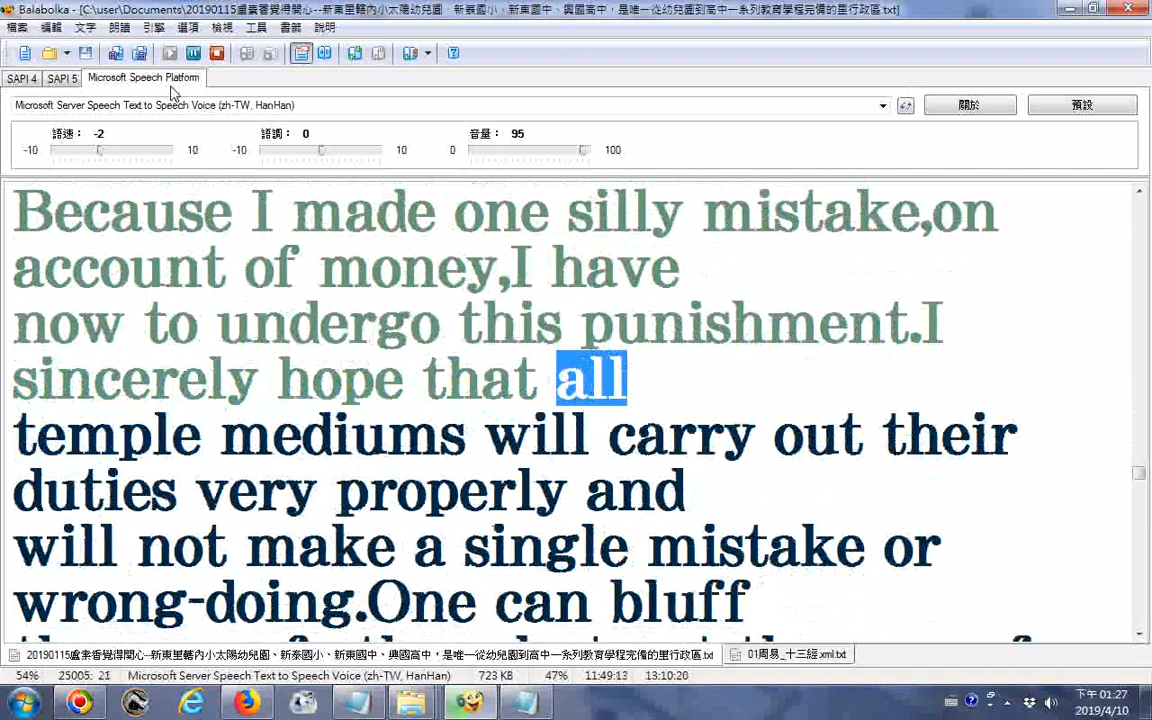 Balabolka - [C:\user\Documents\20190115盧素香覺得開心--新東里轄內小太陽幼兒園、新泰國小、新東國中、興國高中，是唯一從幼兒園到高中一系列教育學程完備的里行政區.txt]
檔案 編輯 文字 朗讀 引擎 選項 檢視 工具 書籤 說明
SAPI 4 SAPI 5 Microsoft Speech Platform
Microsoft Server Speech Text to Speech Voice (zh-TW, HanHan) 關於 預設
語速： -2 語調： 0 音量： 95
-10 10 -10 10 0 100
Because I made one silly mistake,on
account of money,I have
now to undergo this punishment.I
sincerely hope that all
temple mediums will carry out their
duties very properly and
will not make a single mistake or
wrong-doing.One can bluff
20190115盧素香覺得開心--新東里轄內小太陽幼兒園、新泰國小、新東國中、興國高中，是唯一從幼兒園到高中一系列教育學程完備的里行政區.txt 01周易_十三經.xml.txt
54% 25005: 21 Microsoft Server Speech Text to Speech Voice (zh-TW, HanHan) 723 KB 47% 11:49:13 13:10:20
下午 01:27
2019/4/10